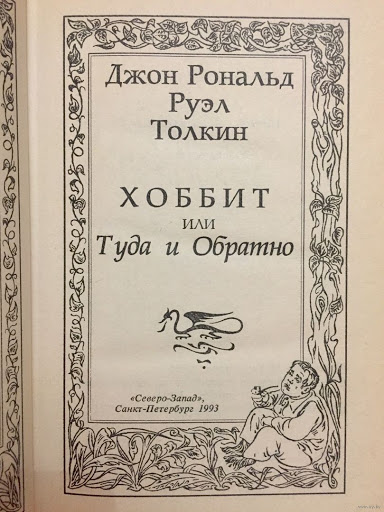 Джон Рональд
Руэл
Толкин
ХОББИТ
ИЛИ
Туда и Обратно
«Северо-Запад»,
Санкт-Петербург 1993